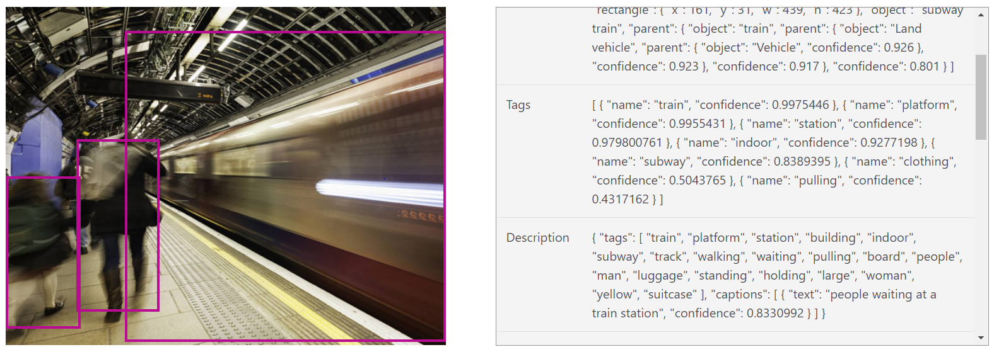 3 mins
"rectangle": { "x": 161, "y": 31, "w": 439, "h": 423 }, "object": "subway
train", "parent": { "object": "train", "parent": { "object": "Land
vehicle", "parent": { "object": "Vehicle", "confidence": 0.926 },
"confidence": 0.923 }, "confidence": 0.917 }, "confidence": 0.801 } ]
Tags
[ { "name": "train", "confidence": 0.9975446 }, { "name": "platform",
"confidence": 0.9955431 }, { "name": "station", "confidence":
0.979800761 }, { "name": "indoor", "confidence": 0.9277198 }, {
"name": "subway", "confidence": 0.8389395 }, { "name": "clothing",
"confidence": 0.5043765 }, { "name": "pulling", "confidence":
0.4317162 } ]
Description
{ "tags": [ "train", "platform", "station", "building", "indoor",
"subway", "track", "walking", "waiting", "pulling", "board", "people",
"man", "luggage", "standing", "holding", "large", "woman",
"yellow", "suitcase" ], "captions": [ { "text": "people waiting at a
train station", "confidence": 0.8330992 } ] }